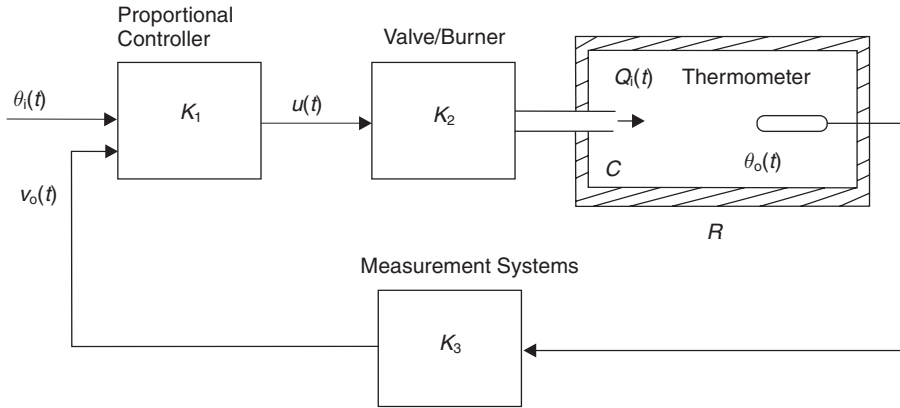 Proportional
Controller
Valve/Burner
θi(t)
K1
u(t)
K2
Qi(t)
Thermometer
θo(t)
C
vo(t)
R
Measurement Systems
K3